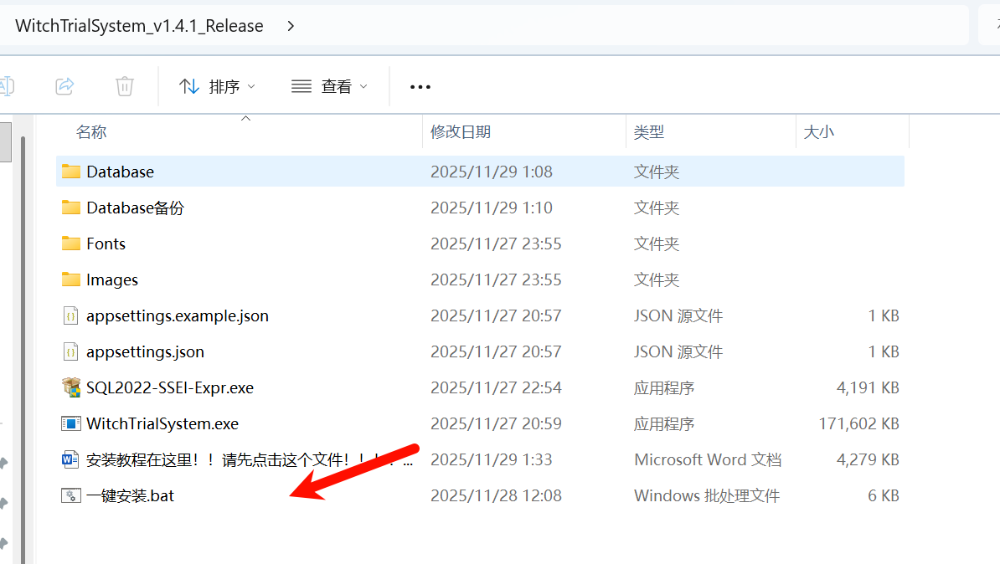 WitchTrialSystem_v1.4.1_Release
排序 查看
名称 修改日期 类型 大小
Database 2025/11/29 1:08 文件夹
Database备份 2025/11/29 1:10 文件夹
Fonts 2025/11/27 23:55 文件夹
Images 2025/11/27 23:55 文件夹
appsettings.example.json 2025/11/27 20:57 JSON 源文件 1 KB
appsettings.json 2025/11/27 20:57 JSON 源文件 1 KB
SQL2022-SSEI-Expr.exe 2025/11/27 22:54 应用程序 4,191 KB
WitchTrialSystem.exe 2025/11/27 20:59 应用程序 171,602 KB
安装教程在这里！！请先点击这个文件！！！！... 2025/11/29 1:33 Microsoft Word 文档 4,279 KB
一键安装.bat 2025/11/28 12:08 Windows 批处理文件 6 KB